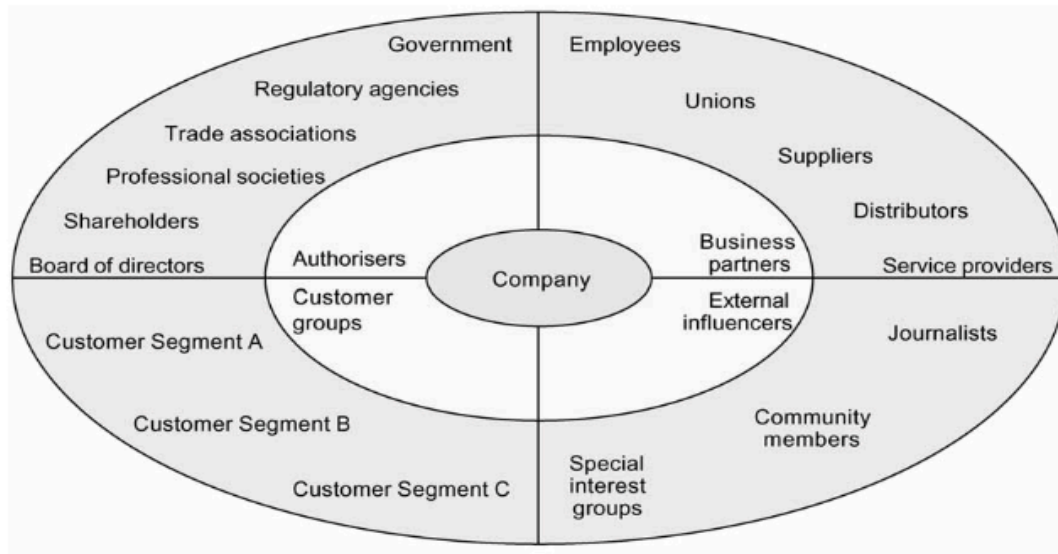 Government
Employees
Regulatory agencies
Unions
Trade associations
Suppliers
Professional societies
Shareholders
Distributors
Board of directors
Authorisers
Business
partners
Service providers
Company
Customer
groups
External
influencers
Customer Segment A
Journalists
Customer Segment B
Community
members
Customer Segment C
Special
interest
groups